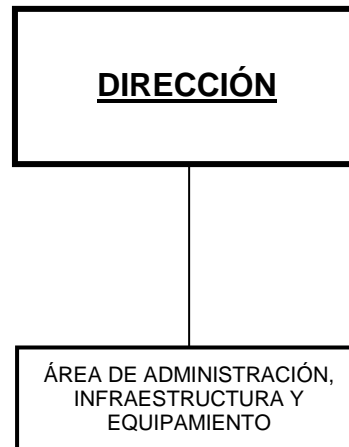 DIRECCIÓN
ÁREA DE ADMINISTRACIÓN,
INFRAESTRUCTURA Y
EQUIPAMIENTO